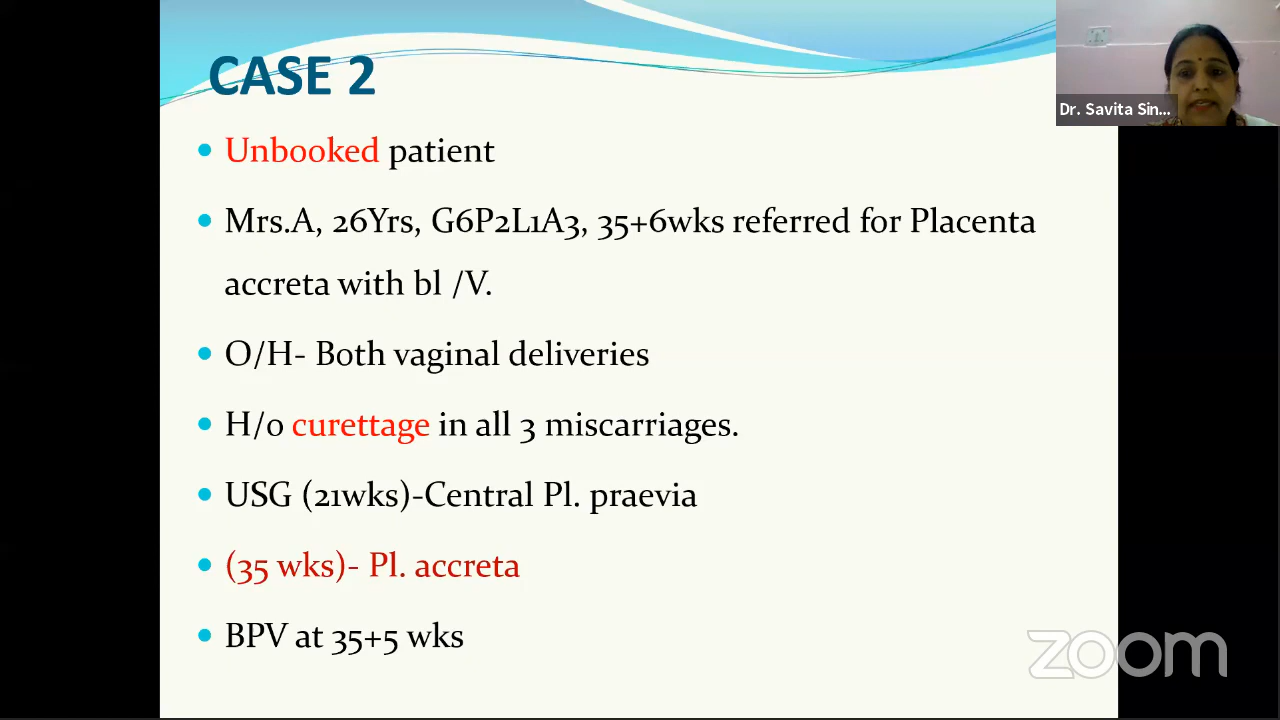 CASE 2
Unbooked patient
Mrs.A, 26Yrs, G6P2L1A3, 35+6wks referred for Placenta
accreta with bl /V.
O/H- Both vaginal deliveries
H/o curettage in all 3 miscarriages.
USG (21wks)-Central Pl. praevia
(35 wks)- Pl. accreta
BPV at 35+5 wks
Dr. Savita Sin...
zoom